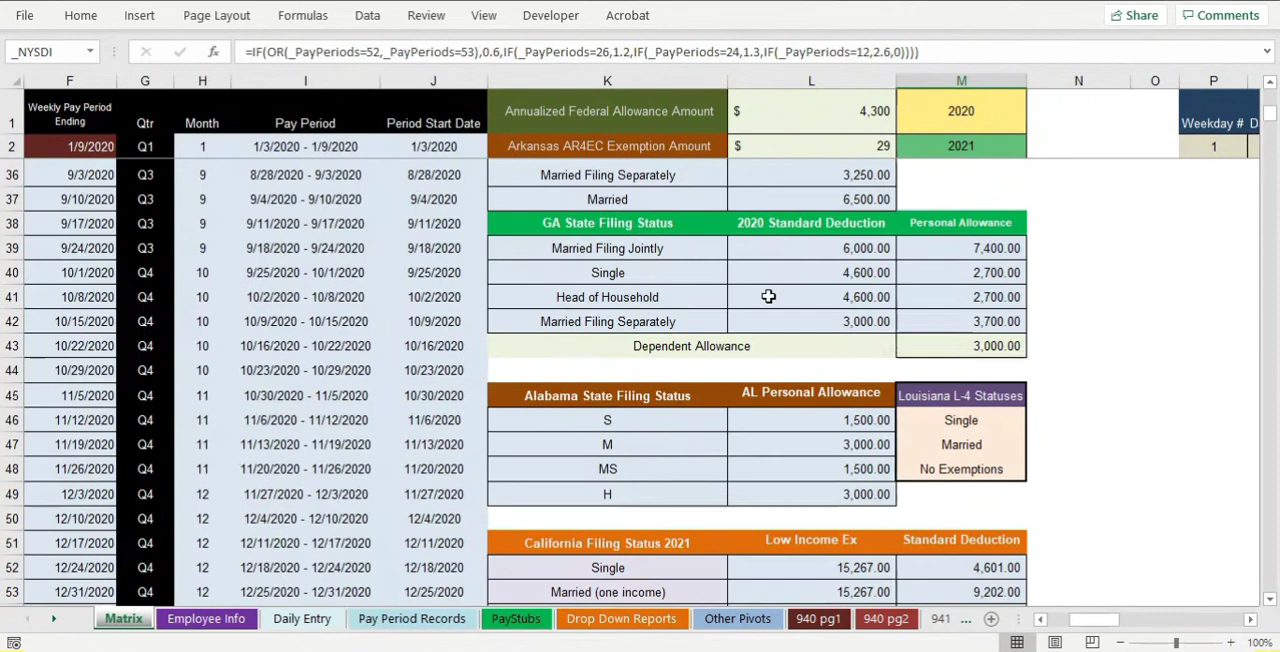 File Home Insert Page Layout Formulas Data Review View Developer Acrobat Share Comments
_NYSDI fx =IF(OR(_PayPeriods=52,_PayPeriods=53),0.6,IF(_PayPeriods=26,1.2,IF(_PayPeriods=24,1.3,IF(_PayPeriods=12,2.6,0))))
F G H I J K L M N O P
1 Weekly Pay Period Ending Qtr Month Pay Period Period Start Date Annualized Federal Allowance Amount $ 4,300 2020 Weekday # D
2 1/9/2020 Q1 1 1/3/2020 - 1/9/2020 1/3/2020 Arkansas AR4EC Exemption Amount $ 29 2021 1
36 9/3/2020 Q3 9 8/28/2020 - 9/3/2020 8/28/2020 Married Filing Separately 3,250.00
37 9/10/2020 Q3 9 9/4/2020 - 9/10/2020 9/4/2020 Married 6,500.00
38 9/17/2020 Q3 9 9/11/2020 - 9/17/2020 9/11/2020 GA State Filing Status 2020 Standard Deduction Personal Allowance
39 9/24/2020 Q3 9 9/18/2020 - 9/24/2020 9/18/2020 Married Filing Jointly 6,000.00 7,400.00
40 10/1/2020 Q4 10 9/25/2020 - 10/1/2020 9/25/2020 Single 4,600.00 2,700.00
41 10/8/2020 Q4 10 10/2/2020 - 10/8/2020 10/2/2020 Head of Household 4,600.00 2,700.00
42 10/15/2020 Q4 10 10/9/2020 - 10/15/2020 10/9/2020 Married Filing Separately 3,000.00 3,700.00
43 10/22/2020 Q4 10 10/16/2020 - 10/22/2020 10/16/2020 Dependent Allowance 3,000.00
44 10/29/2020 Q4 10 10/23/2020 - 10/29/2020 10/23/2020
45 11/5/2020 Q4 11 10/30/2020 - 11/5/2020 10/30/2020 Alabama State Filing Status AL Personal Allowance Louisiana L-4 Statuses
46 11/12/2020 Q4 11 11/6/2020 - 11/12/2020 11/6/2020 S 1,500.00 Single
47 11/19/2020 Q4 11 11/13/2020 - 11/19/2020 11/13/2020 M 3,000.00 Married
48 11/26/2020 Q4 11 11/20/2020 - 11/26/2020 11/20/2020 MS 1,500.00 No Exemptions
49 12/3/2020 Q4 12 11/27/2020 - 12/3/2020 11/27/2020 H 3,000.00
50 12/10/2020 Q4 12 12/4/2020 - 12/10/2020 12/4/2020
51 12/17/2020 Q4 12 12/11/2020 - 12/17/2020 12/11/2020 California Filing Status 2021 Low Income Ex Standard Deduction
52 12/24/2020 Q4 12 12/18/2020 - 12/24/2020 12/18/2020 Single 15,267.00 4,601.00
53 12/31/2020 Q4 12 12/25/2020 - 12/31/2020 12/25/2020 Married (one income) 15,267.00 9,202.00
Matrix Employee Info Daily Entry Pay Period Records PayStubs Drop Down Reports Other Pivots 940 pg1 940 pg2 941 ...
100%